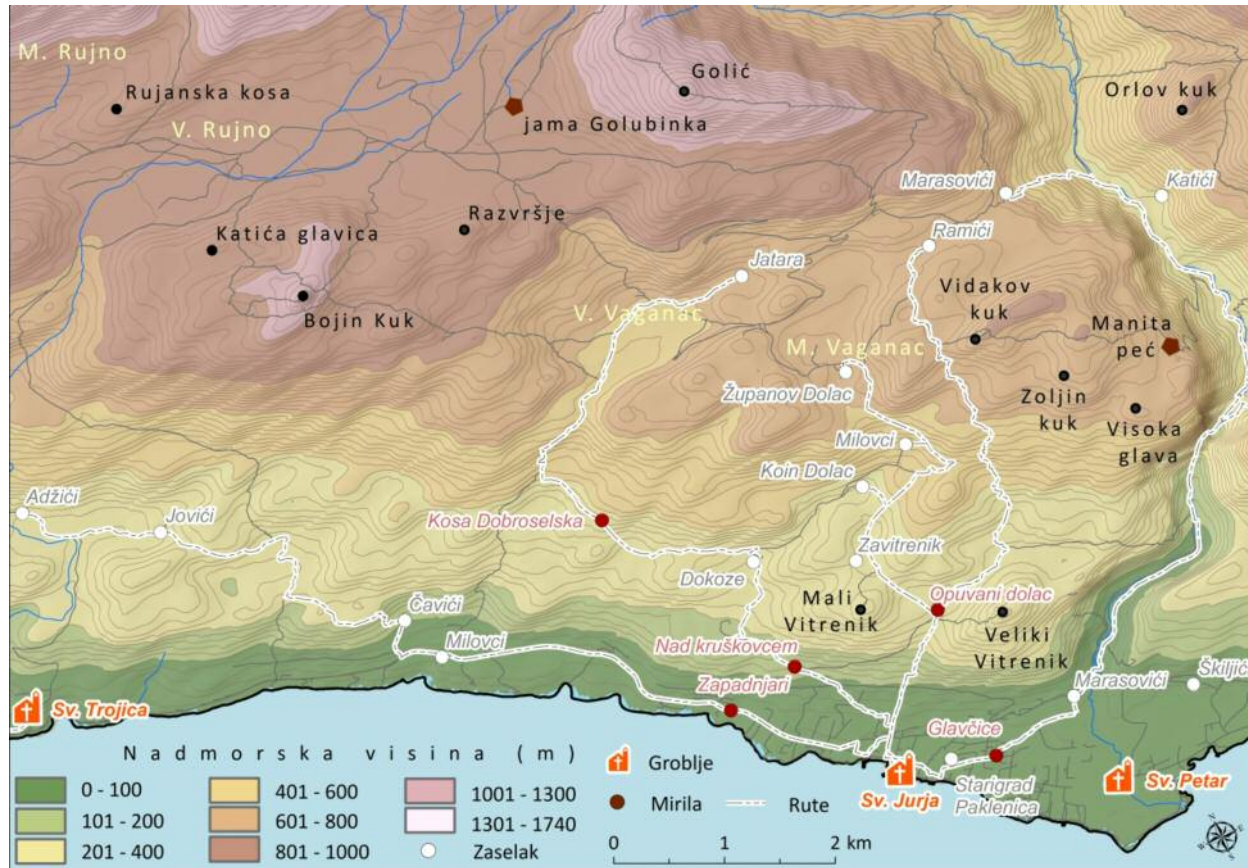 M. Rujno
Rujanska kosa
V. Rujno
jama Golubinka
Golić
Orlov kuk
Marasovići
Katići
Katića glavica
Razvršje
Ramići
Bojin Kuk
Jatara
V. Vaganac
Vidakov
kuk
Manita
peć
M. Vaganac
Županov Dolac
Zoljin
kuk
Visoka
glava
Milovci
Koin Dolac
Adžići
Jovići
Kosa Dobroselska
Zavitrenik
Dokoze
Opuvani dolac
Mali
Vitrenik
Čavići
Veliki
Vitrenik
Milovci
Nad kruškovcem
Zapadnjari
Marasovići
Škiljići
Sv. Trojica
Glavčice
Starigrad
Paklenica
Sv. Jurja
Sv. Petar
Nadmorska visina (m)
0 - 100
101 - 200
201 - 400
401 - 600
601 - 800
801 - 1000
1001 - 1300
1301 - 1740
Zaselak
Groblje
Mirila
Rute
0 1 2 km